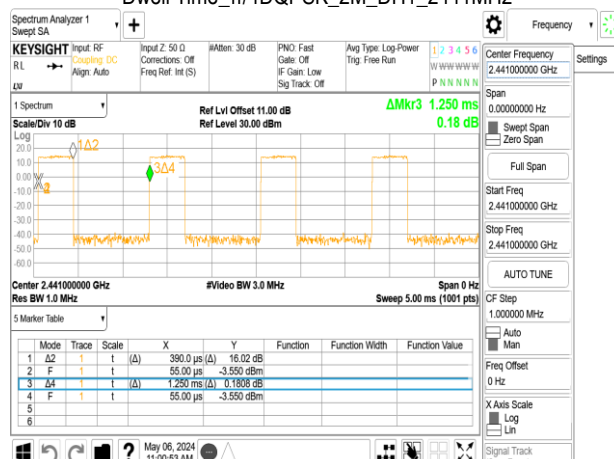 Spectrum Analyzer 1
Swept SA
Frequency
KEYSIGHT
RL
LNI
Input: RF
Coupling: DC
Align: Auto
Input Z: 50 Ω
Corrections: Off
Freq Ref: Int (S)
#Atten: 30 dB
PNO: Fast
Gate: Off
IF Gain: Low
Sig Track: Off
Avg Type: Log-Power
Trig: Free Run
1 2 3 4 5 6
W W W W W W
P N N N N N
Center Frequency
2.441000000 GHz
Settings
Span
0.00000000 Hz
Swept Span
Zero Span
Full Span
Start Freq
2.441000000 GHz
Stop Freq
2.441000000 GHz
AUTO TUNE
CF Step
1.000000 MHz
Auto
Man
Freq Offset
0 Hz
X Axis Scale
Log
Lin
Signal Track
1 Spectrum
Scale/Div 10 dB
Ref Lvl Offset 11.00 dB
Ref Level 30.00 dBm
ΔMkr3 1.250 ms
0.18 dB
Log
20.0
10.0
0.00
-10.0
-20.0
-30.0
-40.0
-50.0
-60.0
1Δ2
3Δ4
Center 2.441000000 GHz
Res BW 1.0 MHz
#Video BW 3.0 MHz
Span 0 Hz
Sweep 5.00 ms (1001 pts)
5 Marker Table
Mode Trace Scale X Y Function Function Width Function Value
1 Δ2 1 t (Δ) 390.0 µs (Δ) 16.02 dB
2 F 1 t 55.00 µs -3.550 dBm
3 Δ4 1 t (Δ) 1.250 ms (Δ) 0.1808 dB
4 F 1 t 55.00 µs -3.550 dBm
5
6
?
May 06, 2024
11:00:53 AM